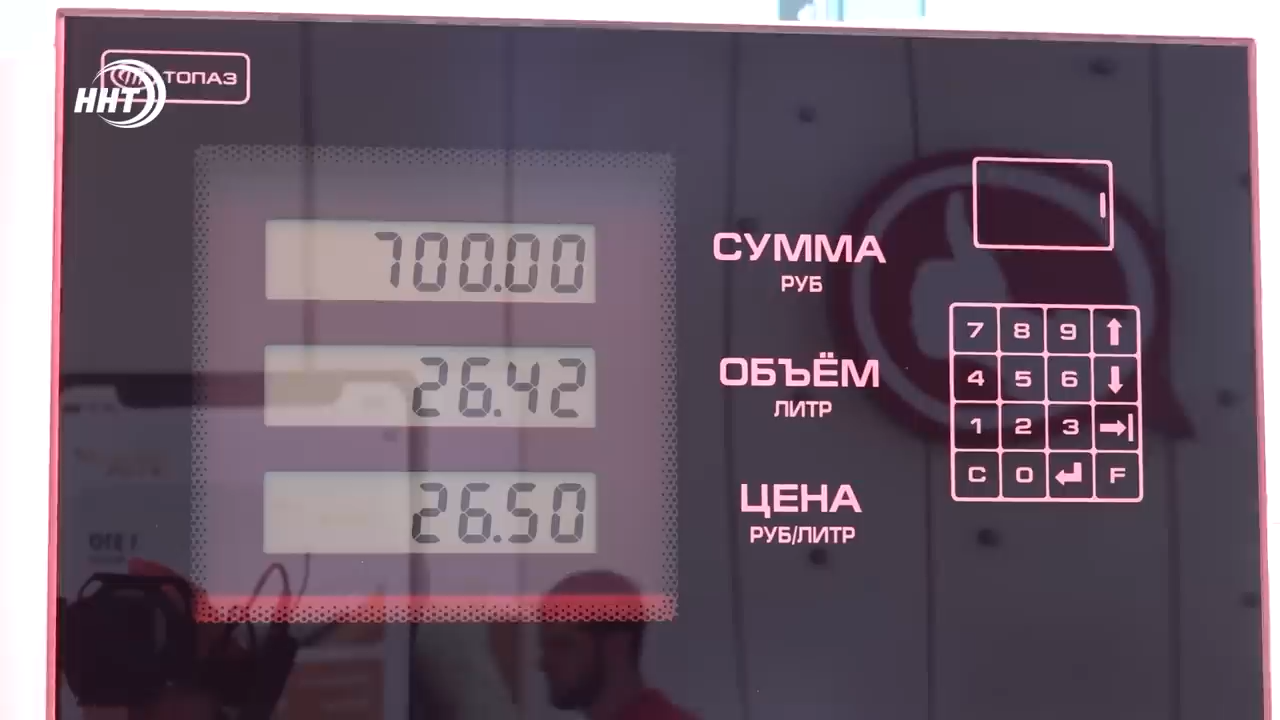 ТОПАЗ
ННТ
700.00
СУММА
РУБ
26.42
ОБЪЁМ
ЛИТР
26.50
ЦЕНА
РУБ/ЛИТР
7 8 9 ↑
4 5 6 ↓
1 2 3 →|
C 0 ↵ F